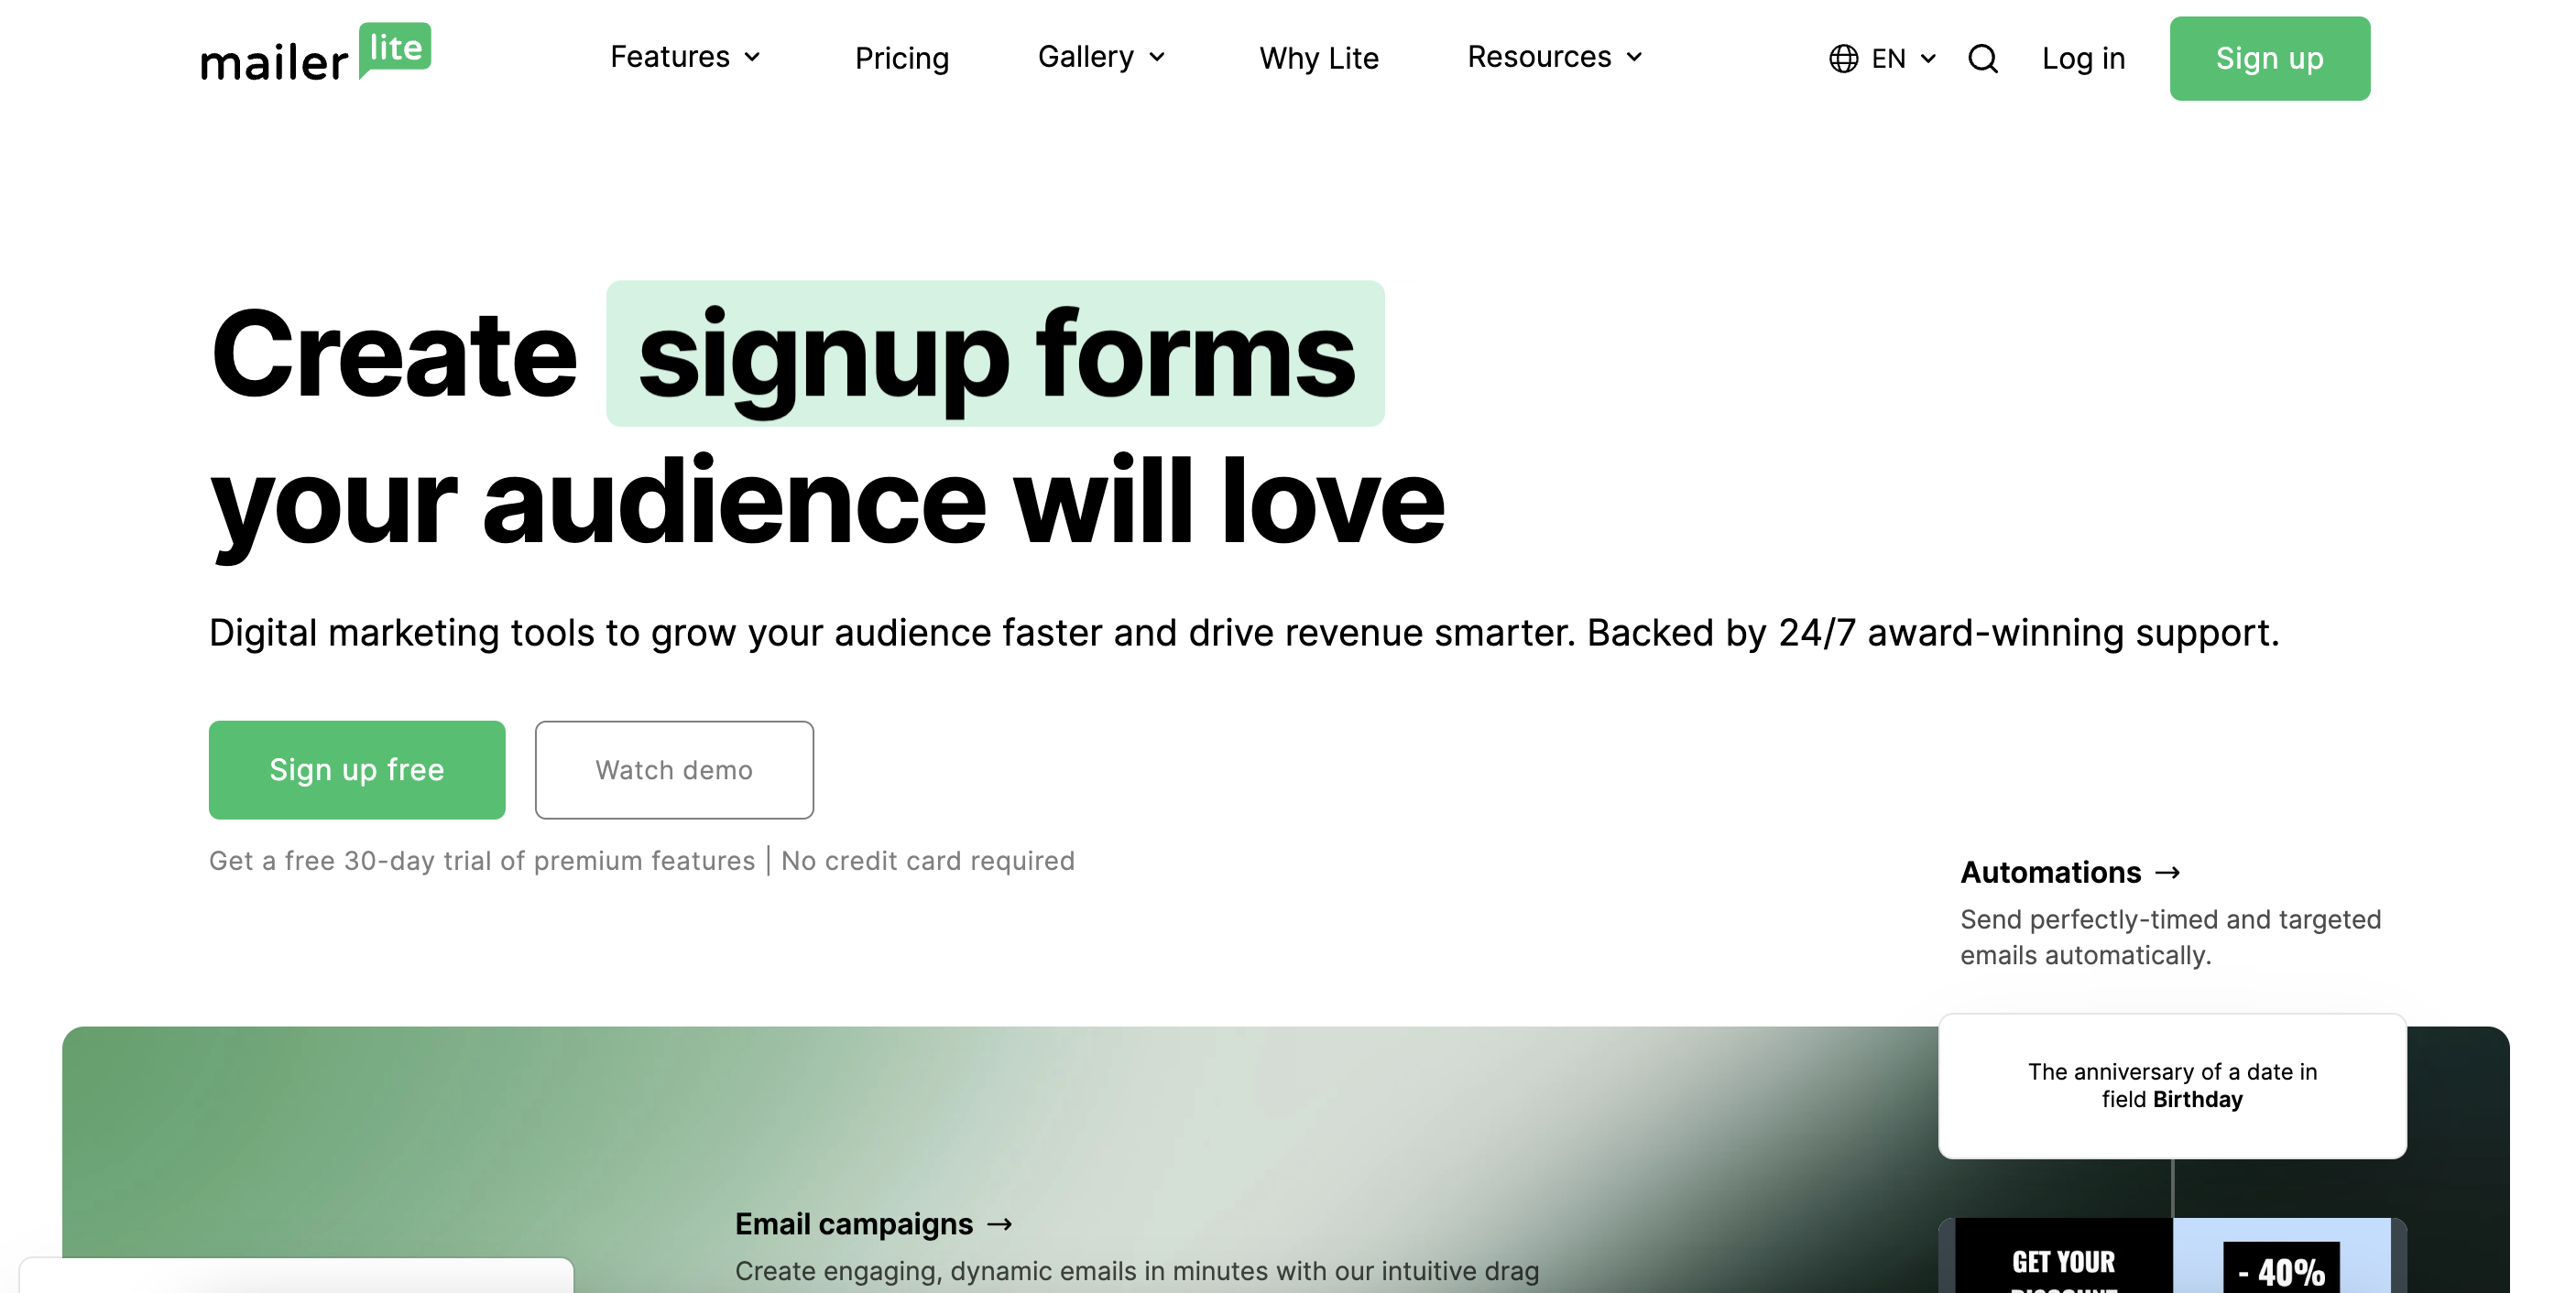 mailer lite
Features
Pricing
Gallery
Why Lite
Resources
EN
Log in
Sign up
Create signup forms
your audience will love
Digital marketing tools to grow your audience faster and drive revenue smarter. Backed by 24/7 award-winning support.
Sign up free
Watch demo
Get a free 30-day trial of premium features | No credit card required
Automations →
Send perfectly-timed and targeted
emails automatically.
The anniversary of a date in
field Birthday
Email campaigns →
Create engaging, dynamic emails in minutes with our intuitive drag
GET YOUR
- 40%